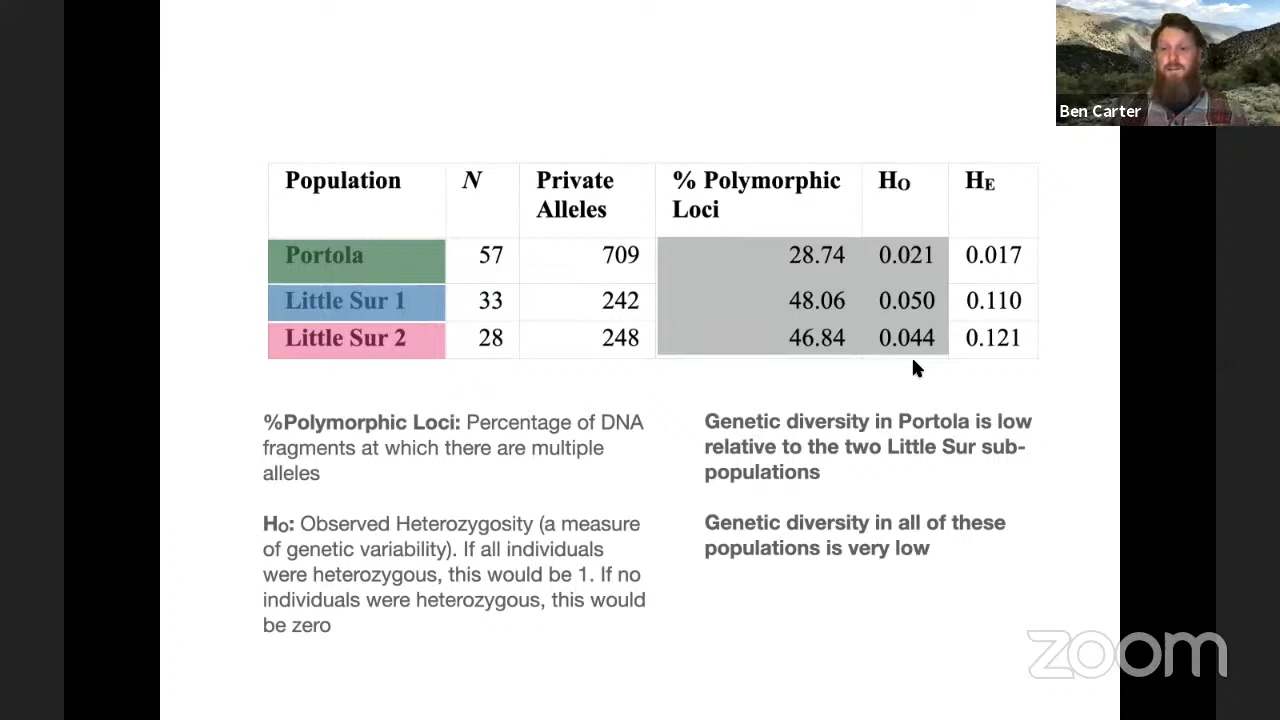 Ben Carter
Population N Private Alleles % Polymorphic Loci HO HE
Portola 57 709 28.74 0.021 0.017
Little Sur 1 33 242 48.06 0.050 0.110
Little Sur 2 28 248 46.84 0.044 0.121
%Polymorphic Loci: Percentage of DNA
fragments at which there are multiple
alleles
HO: Observed Heterozygosity (a measure
of genetic variability). If all individuals
were heterozygous, this would be 1. If no
individuals were heterozygous, this would
be zero
Genetic diversity in Portola is low
relative to the two Little Sur sub-
populations
Genetic diversity in all of these
populations is very low
zoom